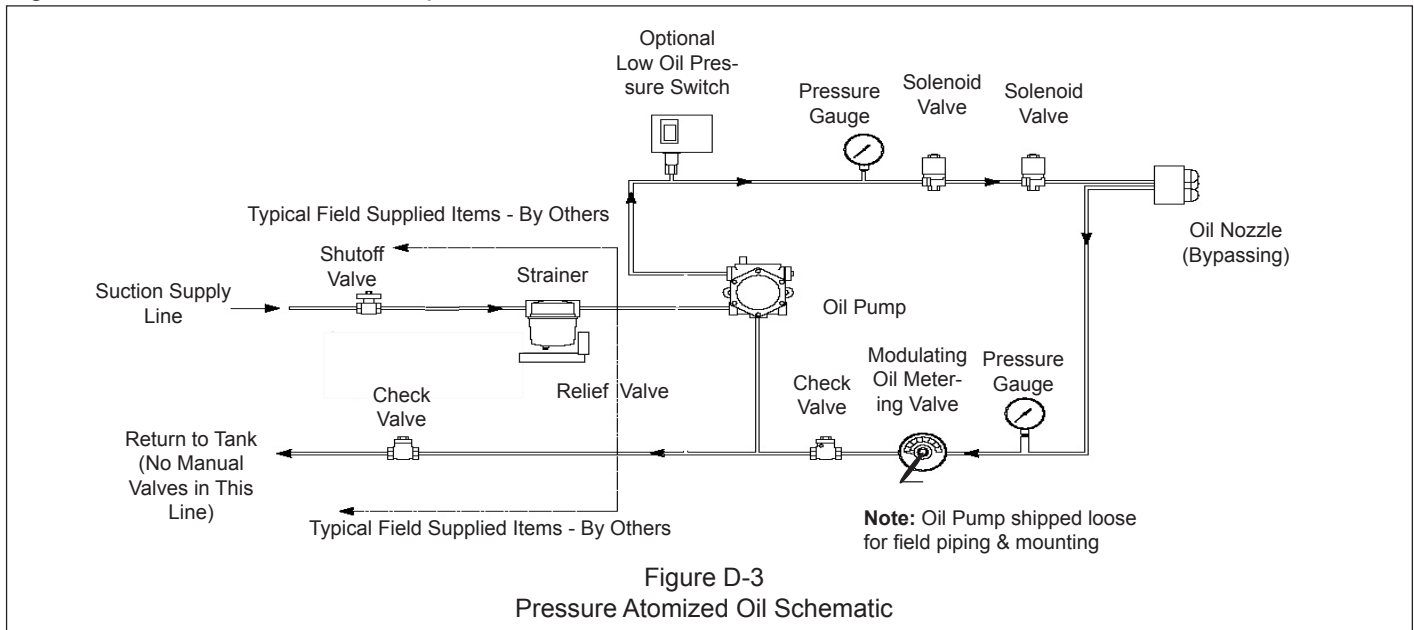 Optional
Low Oil Pres-
sure Switch
Pressure
Gauge
Solenoid
Valve
Solenoid
Valve
Typical Field Supplied Items - By Others
Oil Nozzle
(Bypassing)
Shutoff
Valve
Strainer
Suction Supply
Line
Oil Pump
Modulating
Oil Meter-
ing Valve
Pressure
Gauge
Check
Valve
Relief Valve
Check
Valve
Return to Tank
(No Manual
Valves in This
Line)
Typical Field Supplied Items - By Others
Note: Oil Pump shipped loose
for field piping & mounting
Figure D-3
Pressure Atomized Oil Schematic